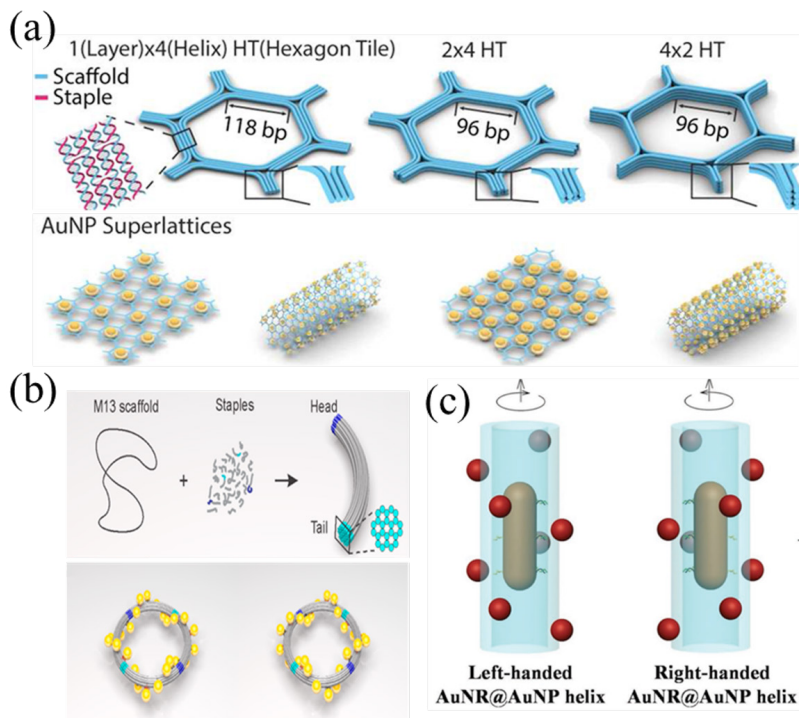 (a)
1(Layer)x4(Helix) HT(Hexagon Tile)
2x4 HT
4x2 HT
Scaffold
Staple
118 bp
96 bp
96 bp
AuNP Superlattices
(b)
M13 scaffold
Staples
Head
+
Tail
(c)
Left-handed
AuNR@AuNP helix
Right-handed
AuNR@AuNP helix